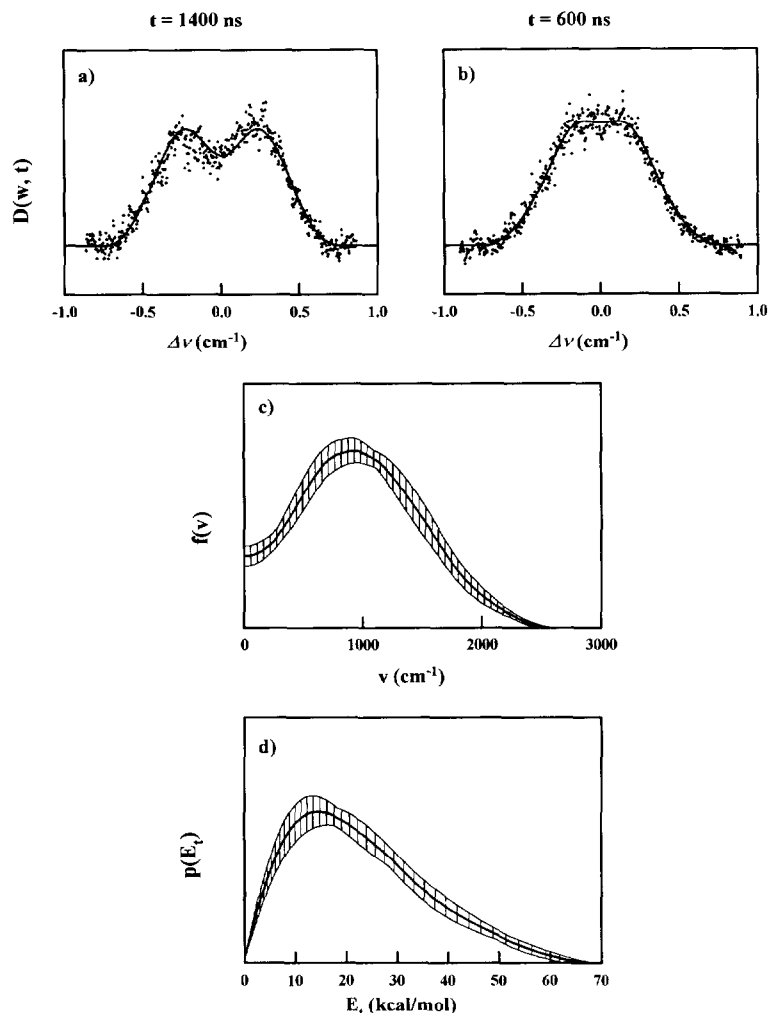 t = 1400 ns
t = 600 ns
a)
b)
D(w, t)
-1.0 -0.5 0.0 0.5 1.0
-1.0 -0.5 0.0 0.5 1.0
Δν (cm⁻¹)
Δν (cm⁻¹)
c)
f(v)
0 1000 2000 3000
v (cm⁻¹)
d)
p(Eₜ)
0 10 20 30 40 50 60 70
Eₜ (kcal/mol)